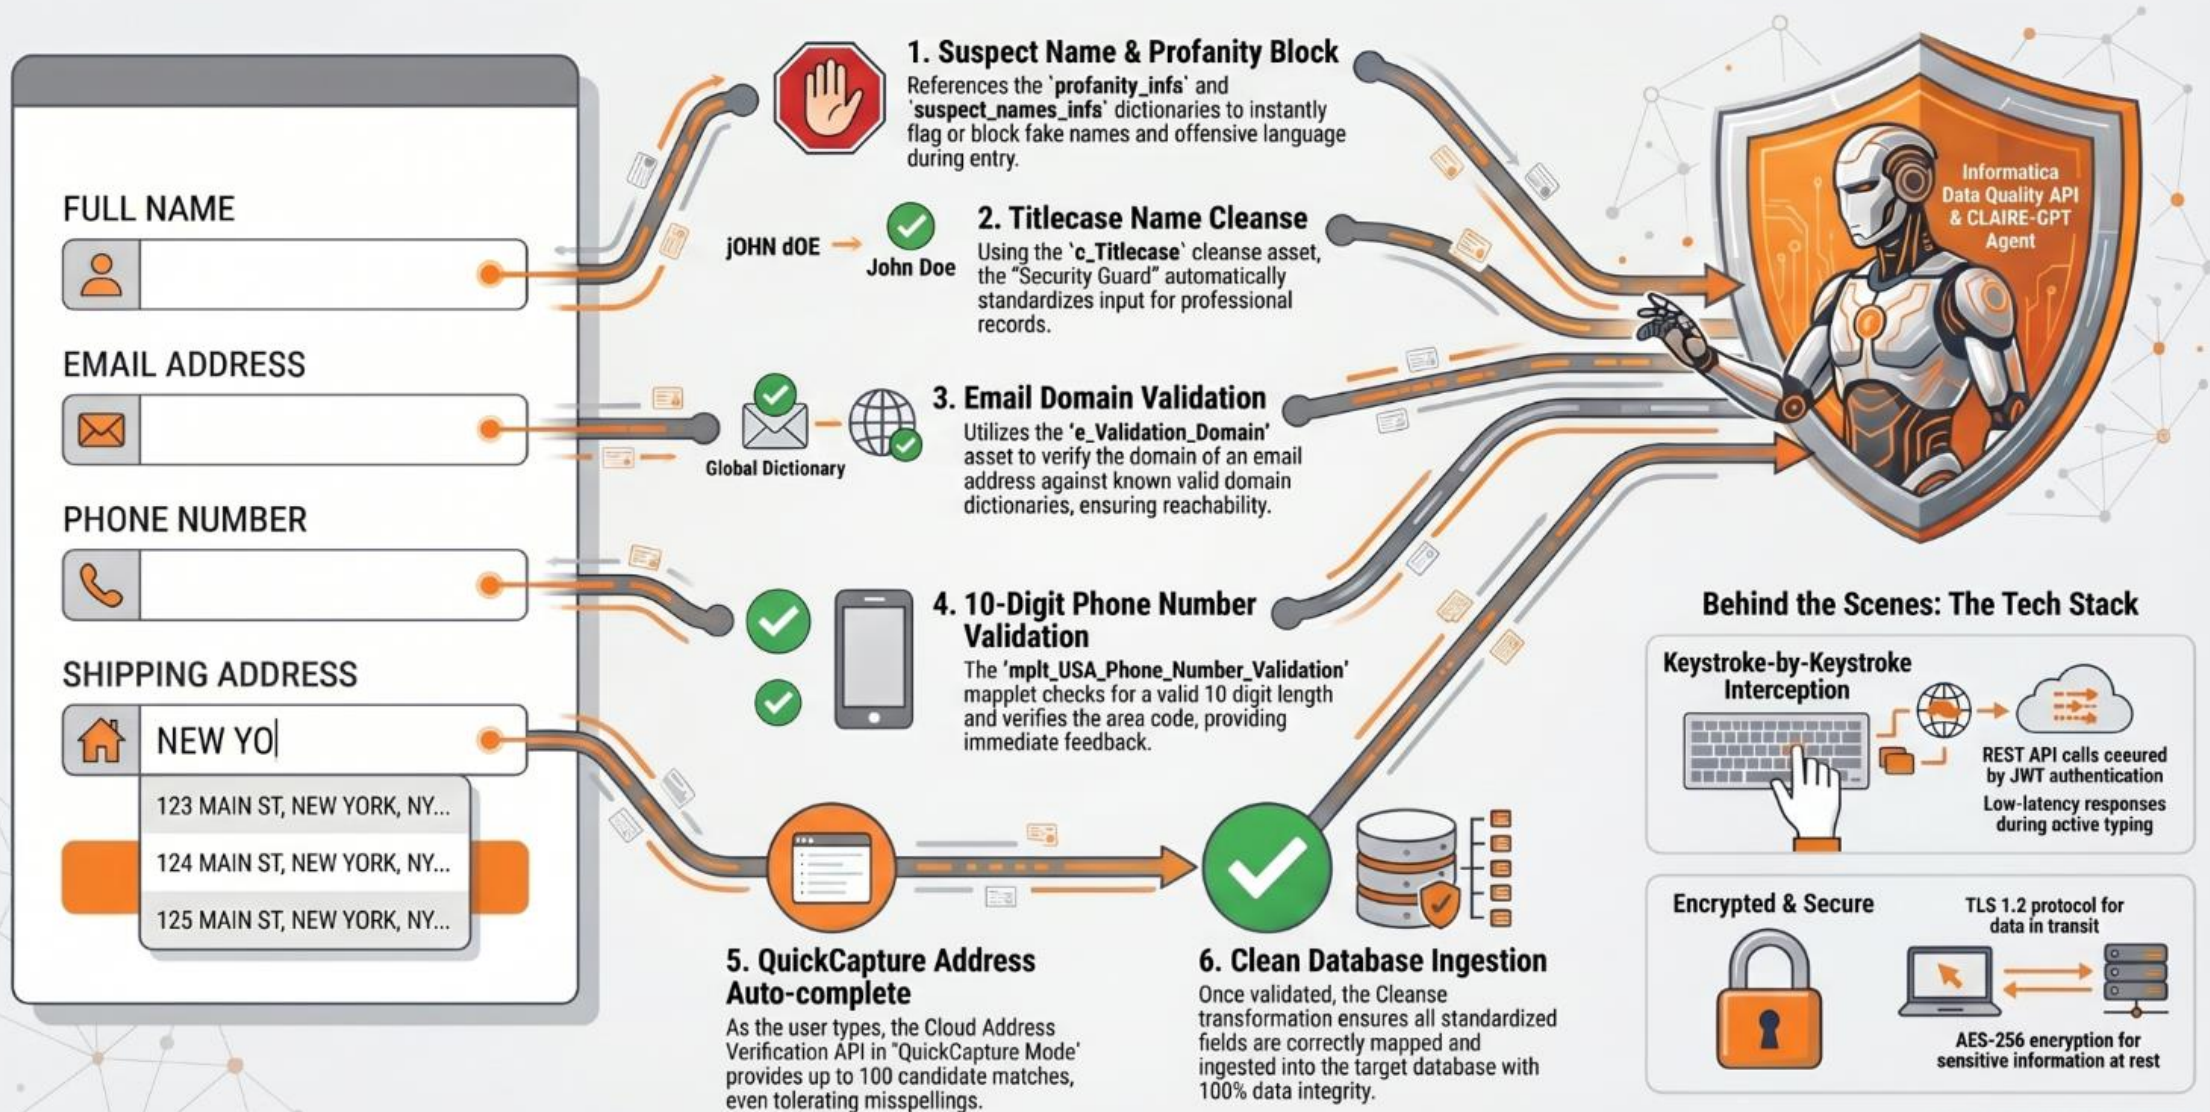 FULL NAME
EMAIL ADDRESS
PHONE NUMBER
SHIPPING ADDRESS
NEW YO
123 MAIN ST, NEW YORK, NY...
124 MAIN ST, NEW YORK, NY...
125 MAIN ST, NEW YORK, NY...
1. Suspect Name & Profanity Block
References the `profanity_infs` and
`suspect_names_infs` dictionaries to instantly
flag or block fake names and offensive language
during entry.
jOHN dOE
John Doe
2. Titlecase Name Cleanse
Using the `c_Titlecase` cleanse asset,
the "Security Guard" automatically
standardizes input for professional
records.
Global Dictionary
3. Email Domain Validation
Utilizes the 'e_Validation_Domain'
asset to verify the domain of an email
address against known valid domain
dictionaries, ensuring reachability.
4. 10-Digit Phone Number
Validation
The 'mplt_USA_Phone_Number_Validation'
mapplet checks for a valid 10 digit length
and verifies the area code, providing
immediate feedback.
5. QuickCapture Address
Auto-complete
As the user types, the Cloud Address
Verification API in "QuickCapture Mode'
provides up to 100 candidate matches,
even tolerating misspellings.
6. Clean Database Ingestion
Once validated, the Cleanse
transformation ensures all standardized
fields are correctly mapped and
ingested into the target database with
100% data integrity.
Informatica
Data Quality API
& CLAIRE-GPT
Agent
Behind the Scenes: The Tech Stack
Keystroke-by-Keystroke
Interception
REST API calls ceeured
by JWT authentication
Low-latency responses
during active typing
Encrypted & Secure
TLS 1.2 protocol for
data in transit
AES-256 encryption for
sensitive information at rest